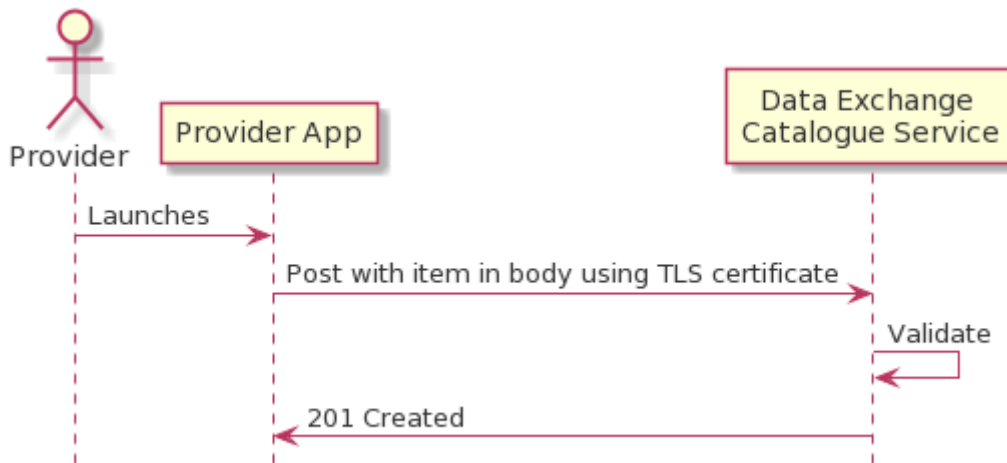 Provider
Provider App
Data Exchange
Catalogue Service
Launches
Post with item in body using TLS certificate
Validate
201 Created